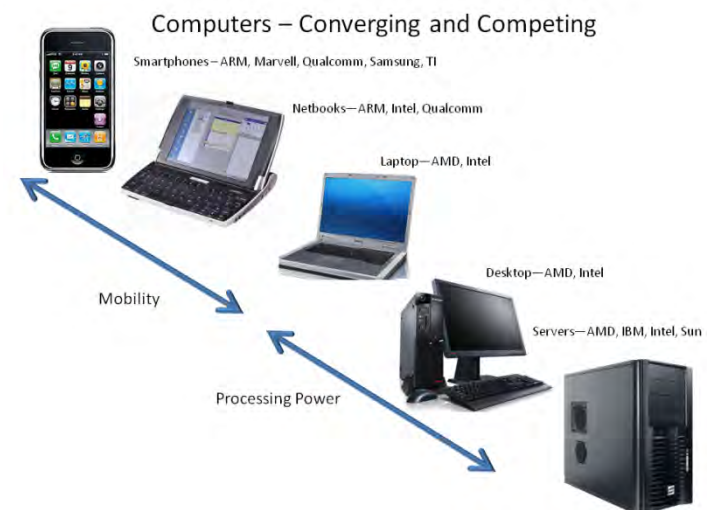 Computers – Converging and Competing
Smartphones – ARM, Marvell, Qualcomm, Samsung, TI
Netbooks—ARM, Intel, Qualcomm
Laptop—AMD, Intel
Desktop—AMD, Intel
Servers—AMD, IBM, Intel, Sun
Mobility
Processing Power